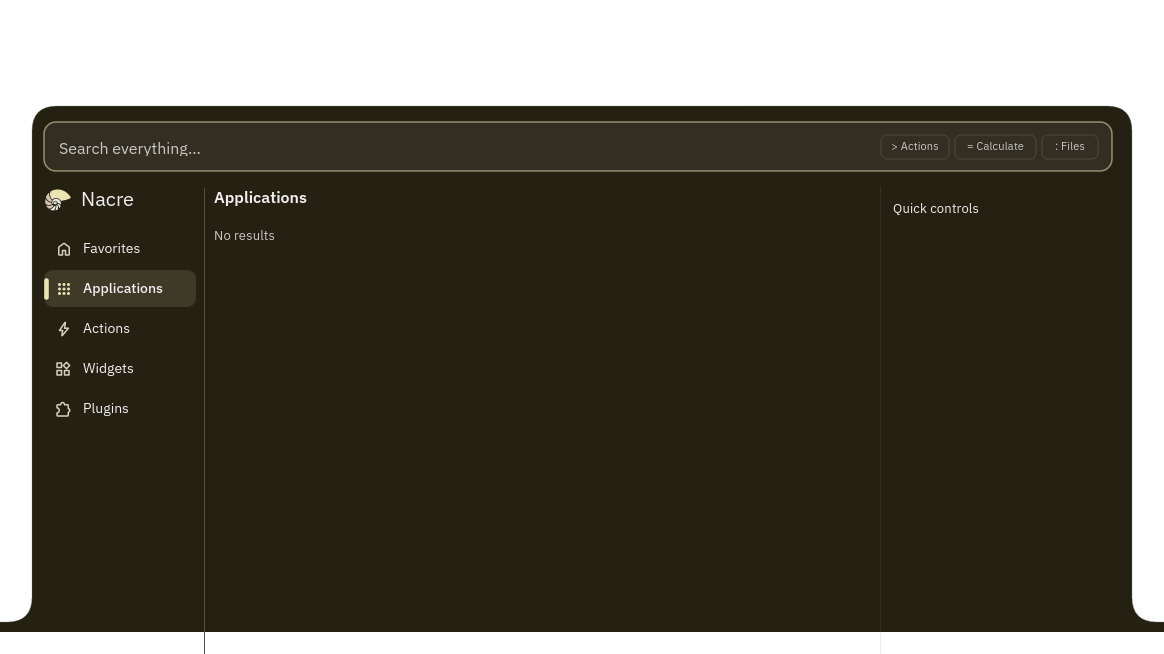 Search everything...
> Actions
= Calculate
: Files
Nacre
Favorites
Applications
Actions
Widgets
Plugins
Applications
No results
Quick controls